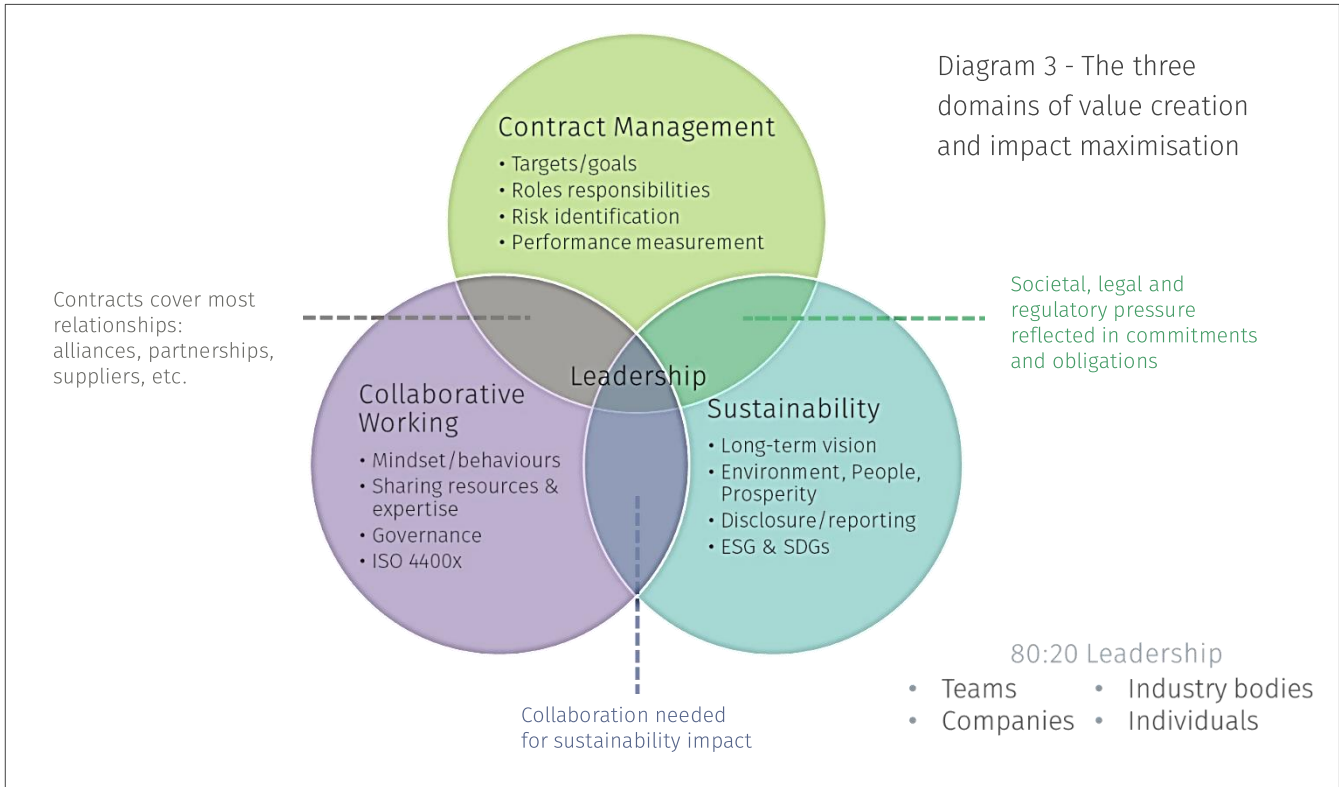 Diagram 3 - The three
domains of value creation
and impact maximisation
Contract Management
• Targets/goals
• Roles responsibilities
• Risk identification
• Performance measurement
Contracts cover most
relationships:
alliances, partnerships,
suppliers, etc.
Societal, legal and
regulatory pressure
reflected in commitments
and obligations
Leadership
Collaborative
Working
• Mindset/behaviours
• Sharing resources &
expertise
• Governance
• ISO 4400x
Sustainability
• Long-term vision
• Environment, People,
Prosperity
• Disclosure/reporting
• ESG & SDGs
Collaboration needed
for sustainability impact
80:20 Leadership
• Teams
• Companies
• Industry bodies
• Individuals